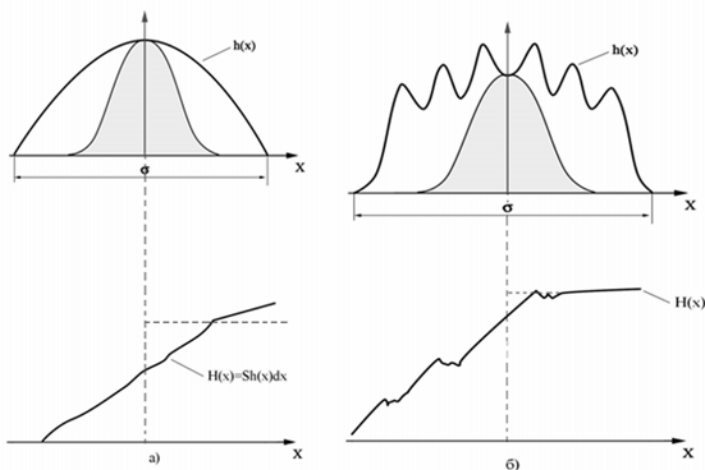 h(x)
X
σ
H(x)=Sh(x)dx
X
а)
h(x)
X
σ
H(x)
X
б)